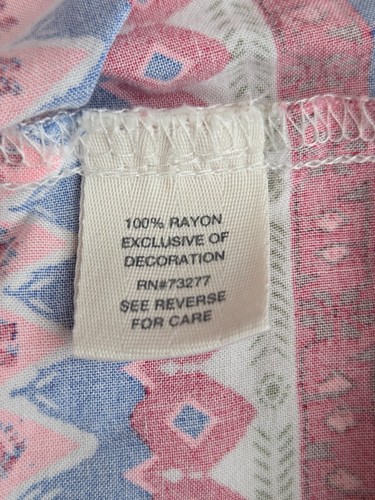 100% RAYON
EXCLUSIVE OF
DECORATION
RN#73277
SEE REVERSE
FOR CARE